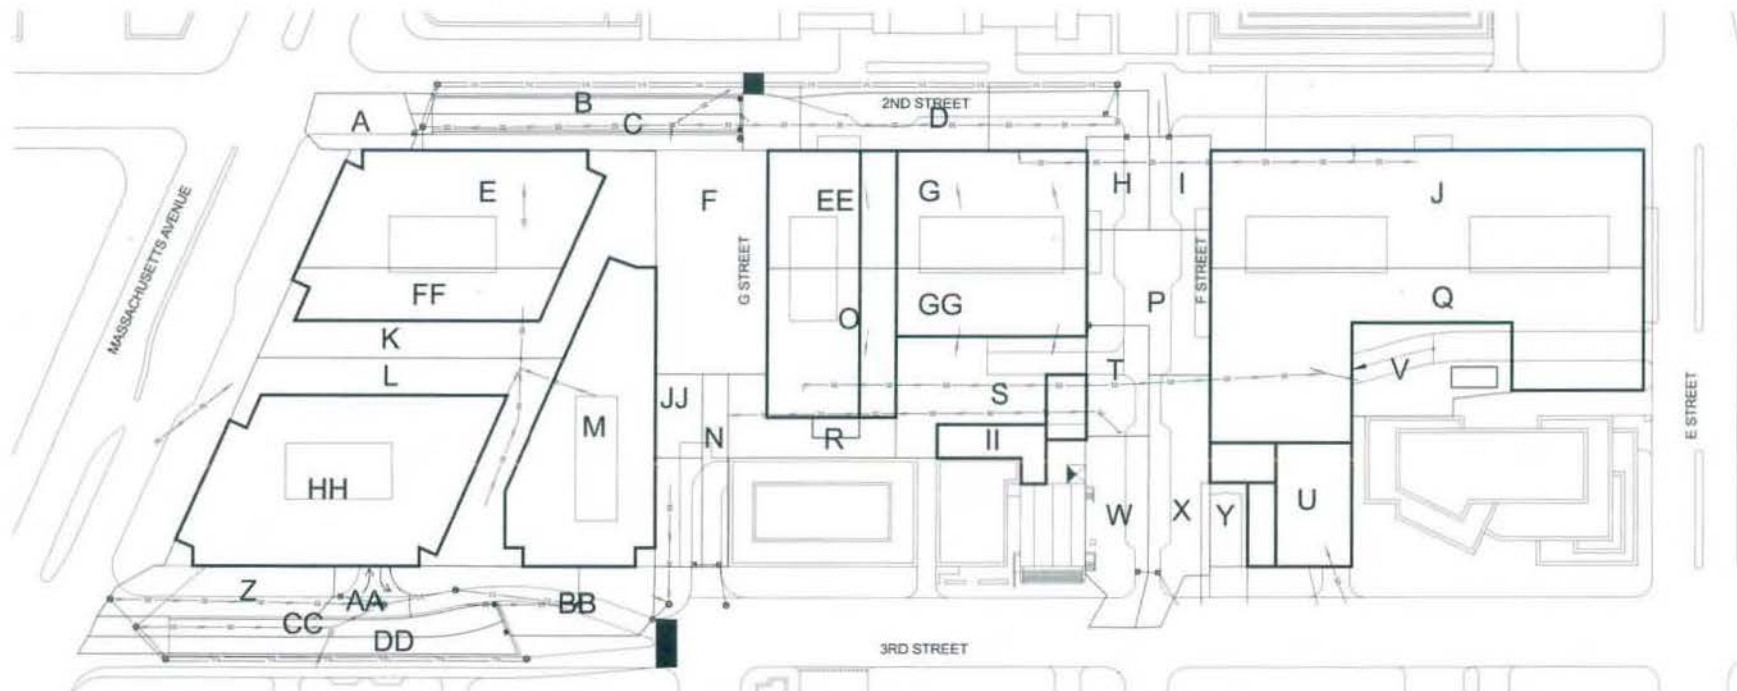 B
2ND STREET
A
C
D
E
F
EE
G
H
I
J
MASSACHUSETTS AVENUE
G STREET
F STREET
FF
O
GG
P
Q
K
L
T
V
JJ
S
M
N
R
II
E STREET
HH
W
X
Y
U
Z
AA
BB
CC
DD
3RD STREET